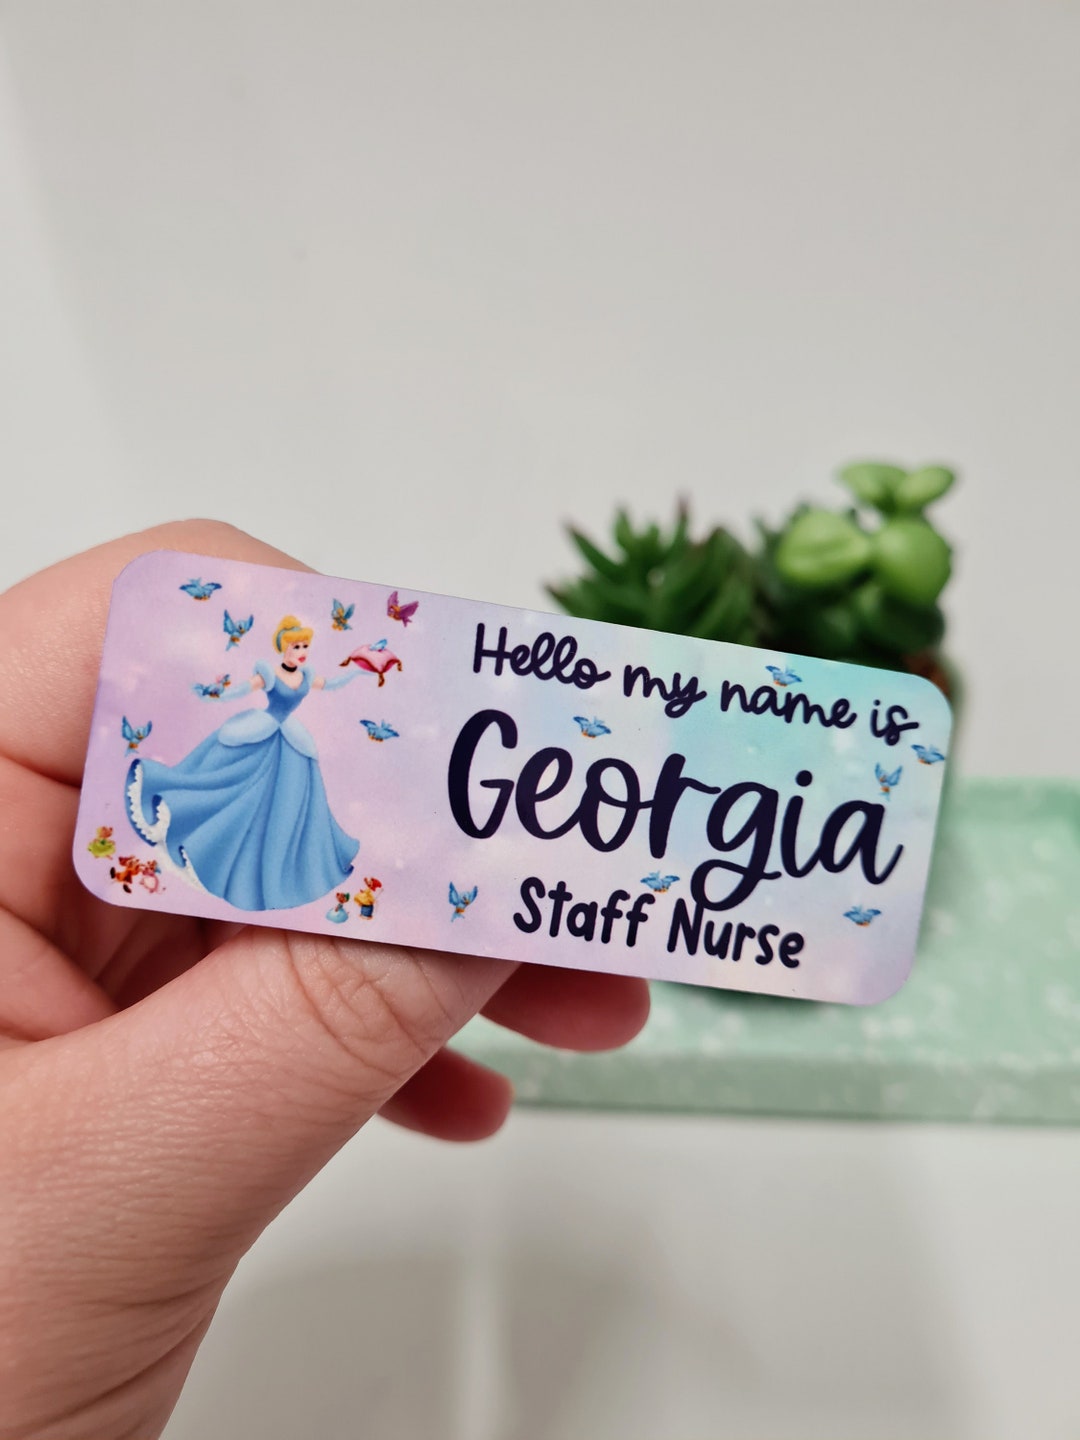 Hello my name is
Georgia
Staff Nurse